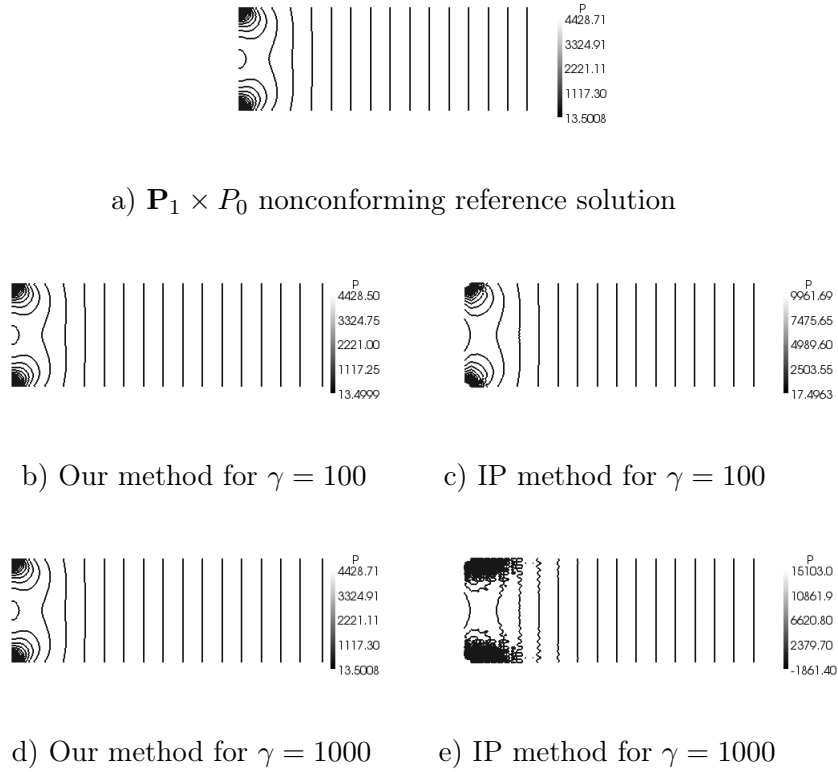 P
4428.71
3324.91
2221.11
1117.30
13.5008
a) P₁ × P₀ nonconforming reference solution
P
4428.50
3324.75
2221.00
1117.25
13.4999
P
9961.69
7475.65
4989.60
2503.55
17.4963
b) Our method for γ = 100
c) IP method for γ = 100
P
4428.71
3324.91
2221.11
1117.30
13.5008
P
15103.0
10861.9
6620.80
2379.70
-1861.40
d) Our method for γ = 1000
e) IP method for γ = 1000